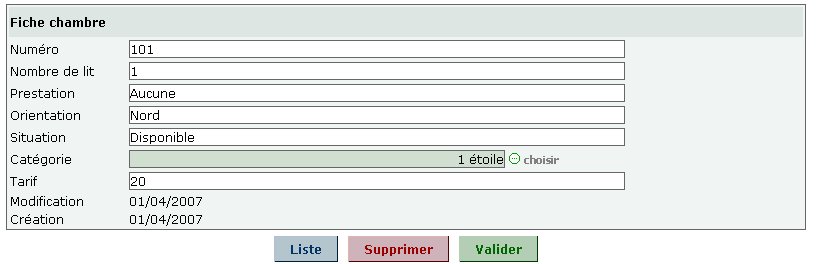 Fiche chambre
Numéro 101
Nombre de lit 1
Prestation Aucune
Orientation Nord
Situation Disponible
Catégorie 1 étoile choisir
Tarif 20
Modification 01/04/2007
Création 01/04/2007
Liste Supprimer Valider